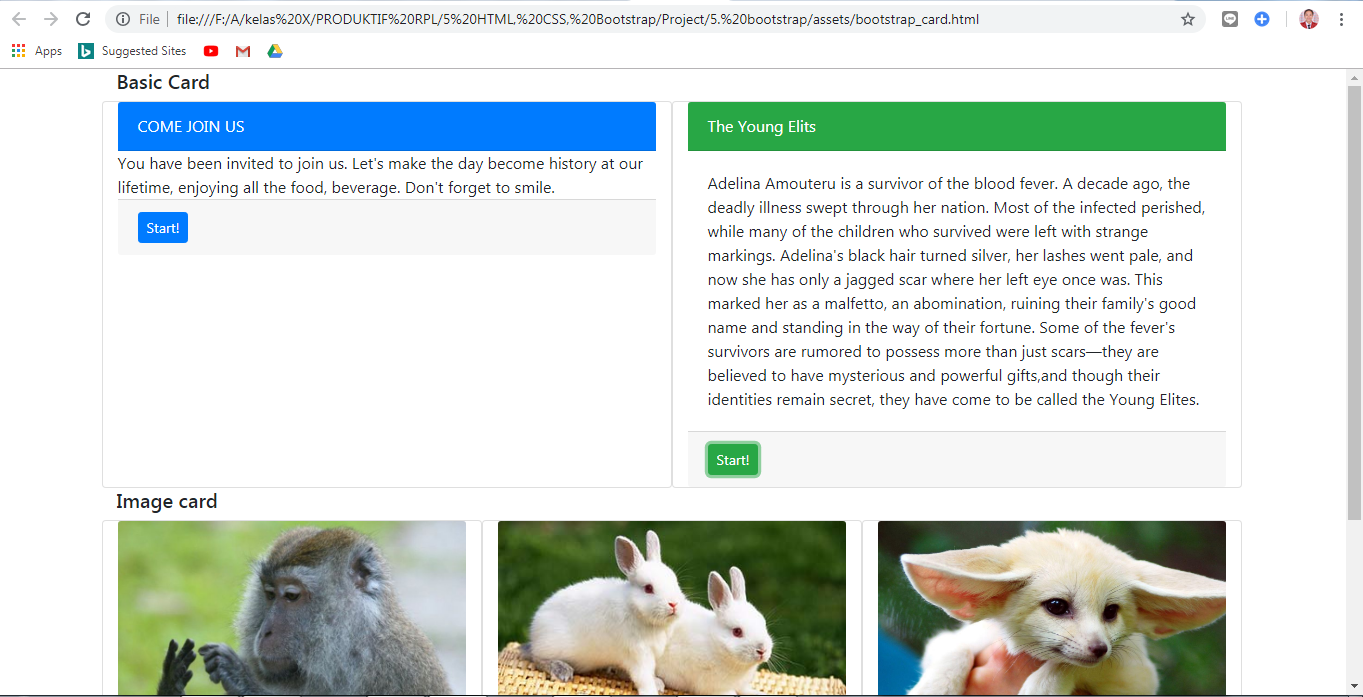 File
file:///F:/A/kelas%20X/PRODUKTIF%20RPL/5%20HTML,%20CSS,%20Bootstrap/Project/5.%20bootstrap/assets/bootstrap_card.html
Apps
Suggested Sites
Basic Card
COME JOIN US
You have been invited to join us. Let's make the day become history at our
lifetime, enjoying all the food, beverage. Don't forget to smile.
Start!
The Young Elits
Adelina Amouteru is a survivor of the blood fever. A decade ago, the
deadly illness swept through her nation. Most of the infected perished,
while many of the children who survived were left with strange
markings. Adelina's black hair turned silver, her lashes went pale, and
now she has only a jagged scar where her left eye once was. This
marked her as a malfetto, an abomination, ruining their family's good
name and standing in the way of their fortune. Some of the fever's
survivors are rumored to possess more than just scars—they are
believed to have mysterious and powerful gifts,and though their
identities remain secret, they have come to be called the Young Elites.
Start!
Image card